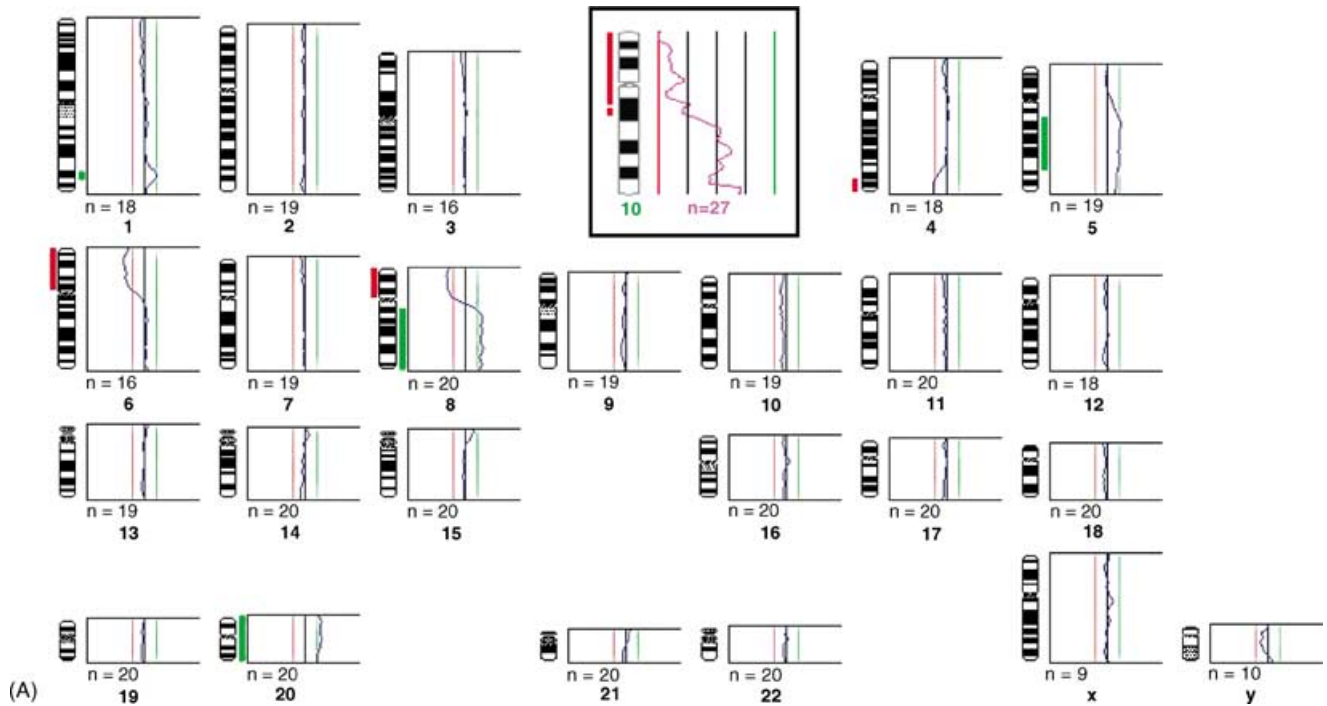 10 n=27
n = 18
1
n = 19
2
n = 16
3
n = 18
4
n = 19
5
n = 16
6
n = 19
7
n = 20
8
n = 19
9
n = 19
10
n = 20
11
n = 18
12
n = 19
13
n = 20
14
n = 20
15
n = 20
16
n = 20
17
n = 20
18
n = 20
19
n = 20
20
n = 20
21
n = 20
22
n = 9
x
n = 10
y
(A)